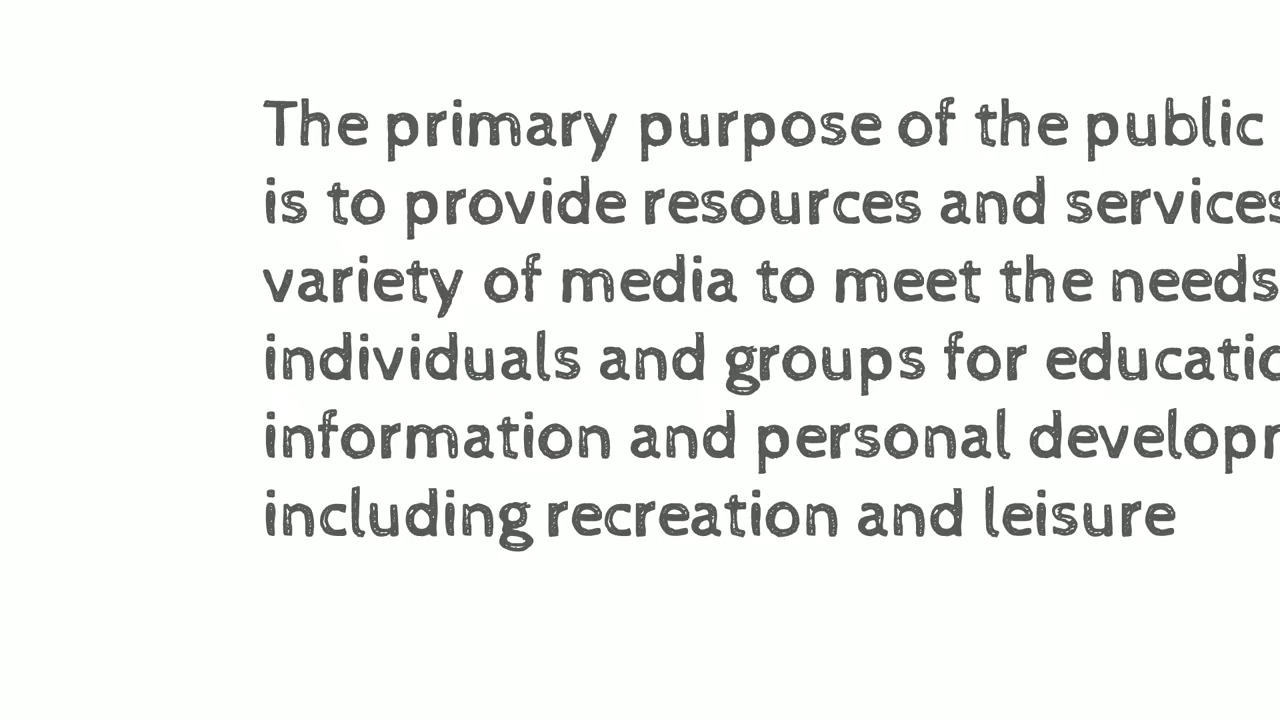 The primary purpose of the public
is to provide resources and services
variety of media to meet the needs
individuals and groups for educatio
information and personal develop
including recreation and leisure